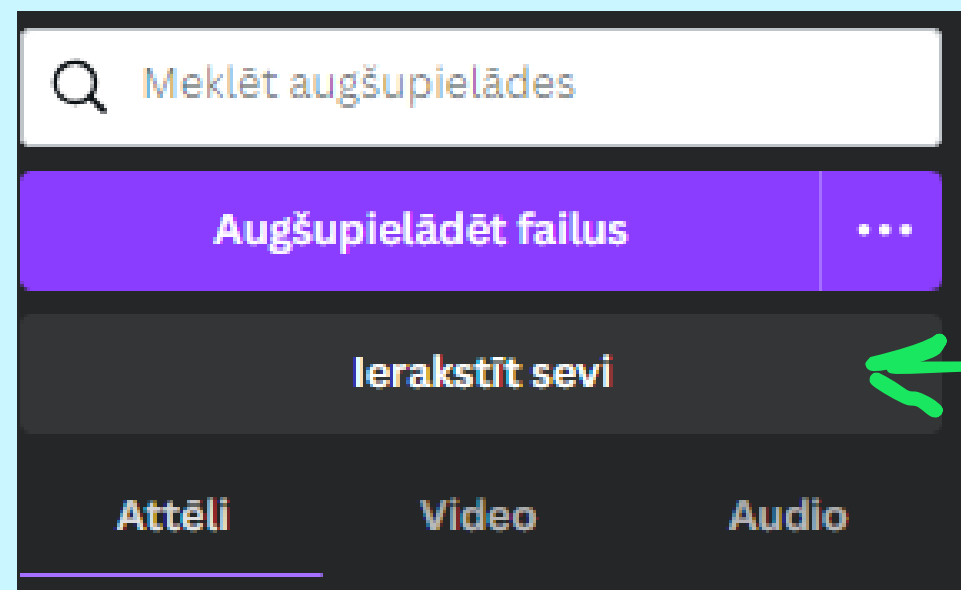 Meklēt augšupielādes
Augšupielādēt failus
Ierakstīt sevi
Attēli Video Audio